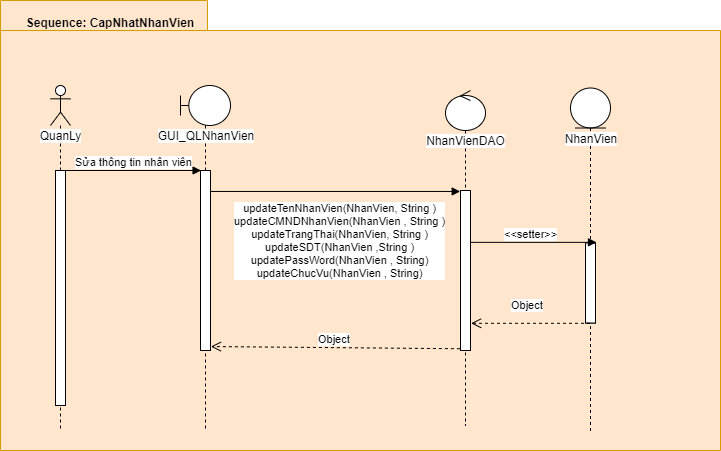 Sequence: CapNhatNhanVien
QuanLy
GUI_QLNhanVien
NhanVienDAO
NhanVien
Sửa thông tin nhân viên
updateTenNhanVien(NhanVien, String )
updateCMNDNhanVien(NhanVien , String )
updateTrangThai(NhanVien, String )
updateSDT(NhanVien ,String )
updatePassWord(NhanVien , String)
updateChucVu(NhanVien , String)
<<setter>>
Object
Object